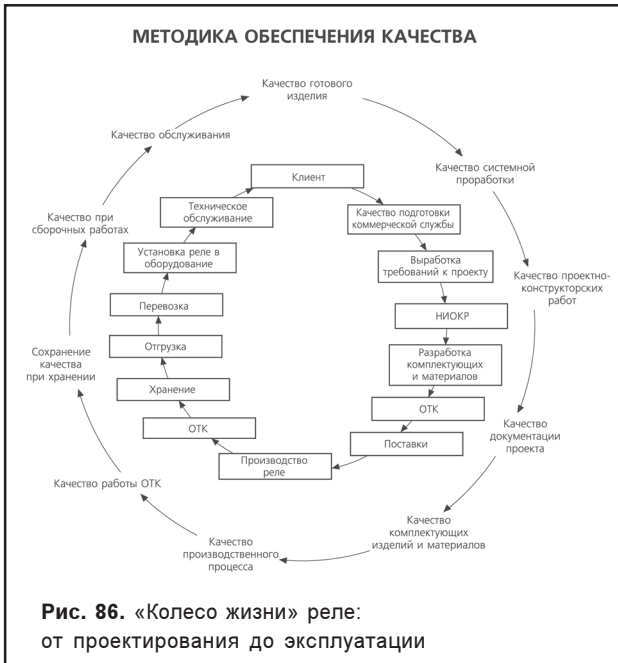 МЕТОДИКА ОБЕСПЕЧЕНИЯ КАЧЕСТВА
Качество готового
изделия
Качество системной
проработки
Качество проектно-
конструкторских
работ
Качество
документации
проекта
Качество
комплектующих
изделий и материалов
Качество
производственного
процесса
Качество работы ОТК
Сохранение
качества
при хранении
Качество при
сборочных работах
Качество обслуживания
Клиент
Качество подготовки
коммерческой службы
Выработка
требований к проекту
НИОКР
Разработка
комплектующих
и материалов
ОТК
Поставки
Производство
реле
ОТК
Хранение
Отгрузка
Перевозка
Установка реле в
оборудование
Техническое
обслуживание
Рис. 86. «Колесо жизни» реле:
от проектирования до эксплуатации